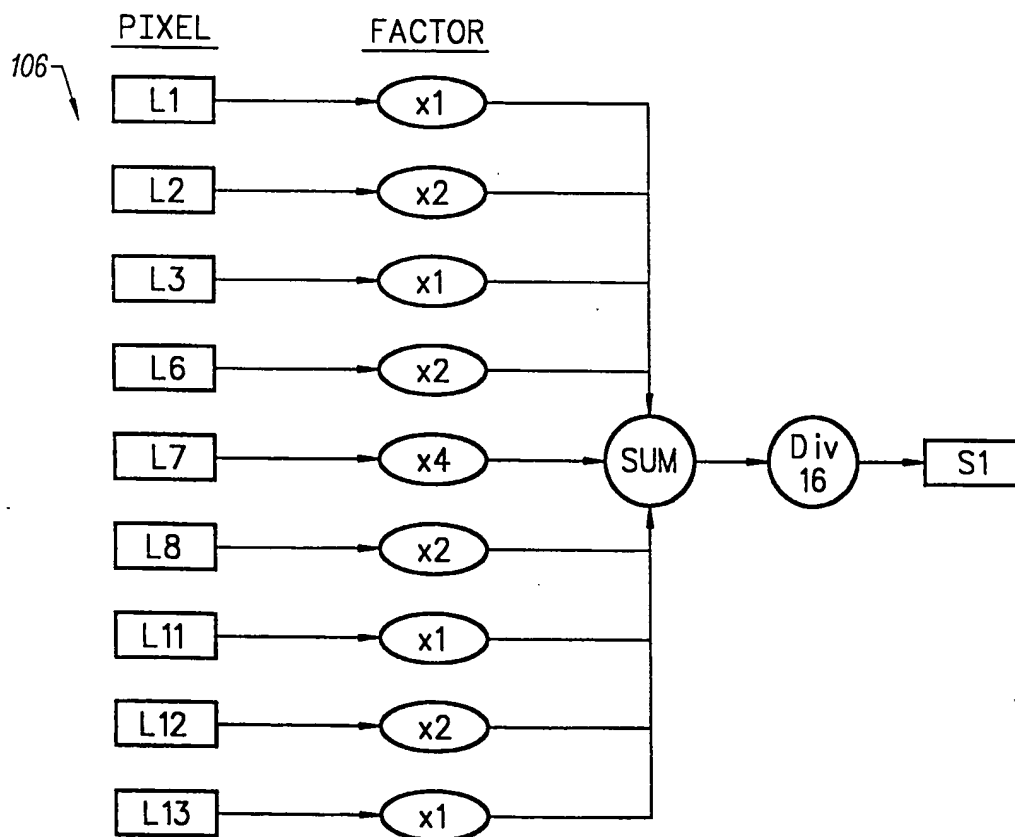 PIXEL FACTOR
106
L1 x1
L2 x2
L3 x1
L6 x2
L7 x4 SUM Div 16 S1
L8 x2
L11 x1
L12 x2
L13 x1